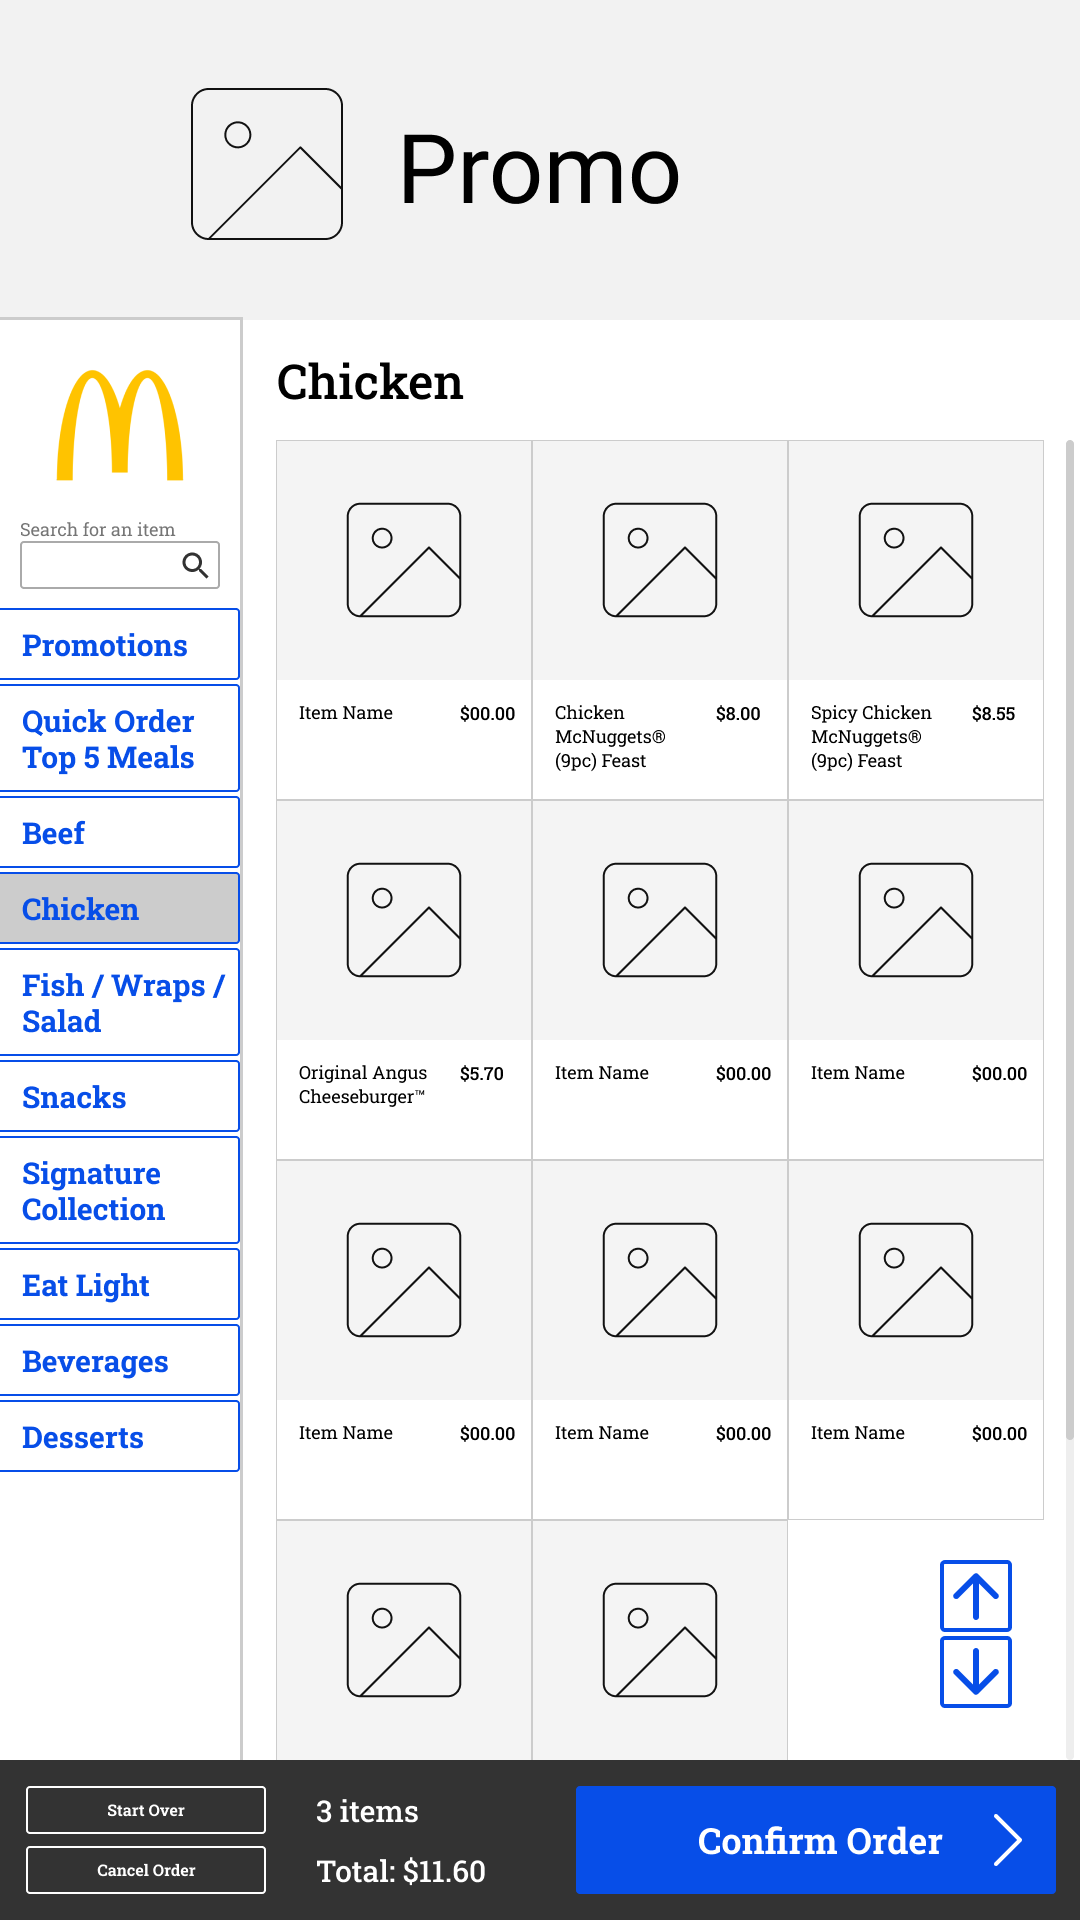 Promo
Search for an item
Promotions
Quick Order
Top 5 Meals
Beef
Chicken
Fish / Wraps /
Salad
Snacks
Signature
Collection
Eat Light
Beverages
Desserts
Chicken
Item Name $00.00
Chicken $8.00
McNuggets®
(9pc) Feast
Spicy Chicken $8.55
McNuggets®
(9pc) Feast
Original Angus $5.70
Cheeseburger™
Item Name $00.00
Item Name $00.00
Item Name $00.00
Item Name $00.00
Item Name $00.00
Start Over
Cancel Order
3 items
Total: $11.60
Confirm Order